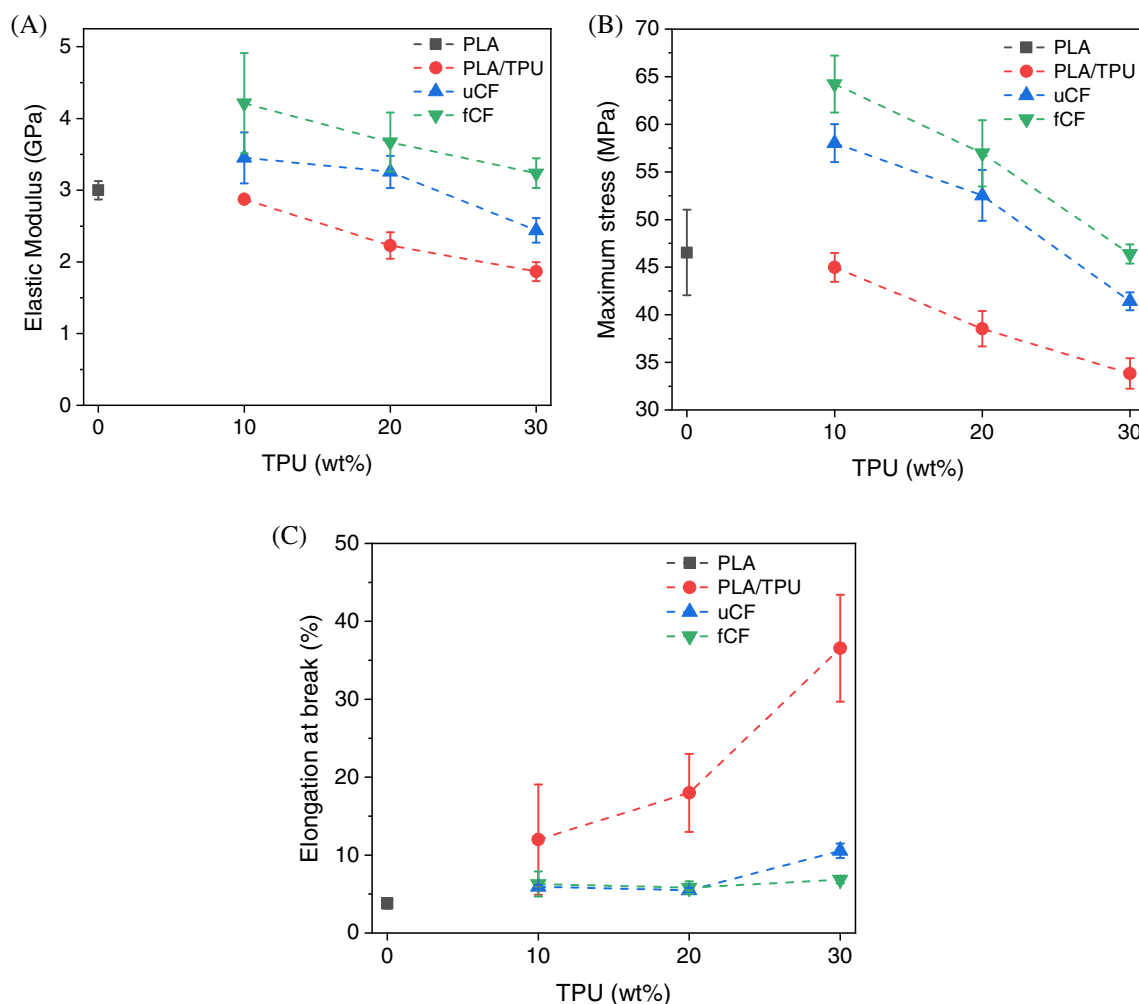 (A)
Elastic Modulus (GPa)
5
4
3
2
1
0
PLA
PLA/TPU
uCF
fCF
0 10 20 30
TPU (wt%)
(B)
Maximum stress (MPa)
70
65
60
55
50
45
40
35
30
PLA
PLA/TPU
uCF
fCF
0 10 20 30
TPU (wt%)
(C)
Elongation at break (%)
50
40
30
20
10
0
PLA
PLA/TPU
uCF
fCF
0 10 20 30
TPU (wt%)